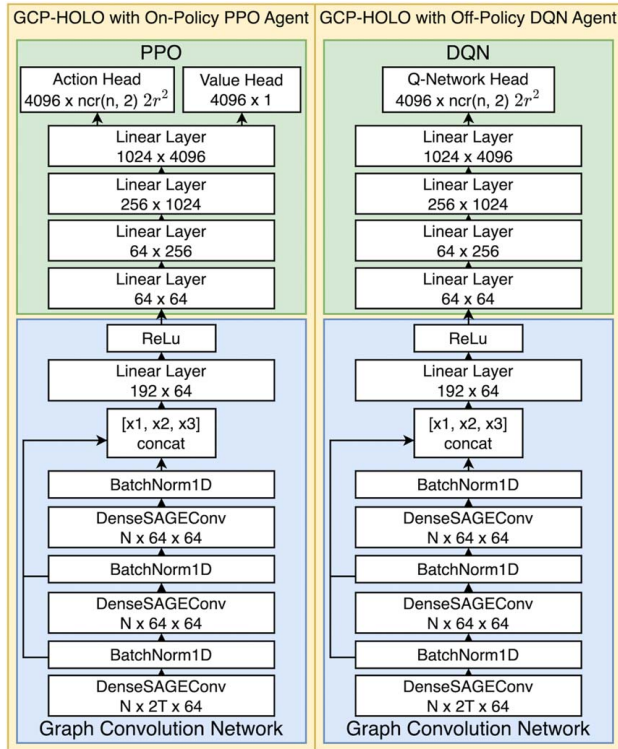 GCP-HOLO with On-Policy PPO Agent
PPO
Action Head
4096 x ncr(n, 2) 2r²
Value Head
4096 x 1
Linear Layer
1024 x 4096
Linear Layer
256 x 1024
Linear Layer
64 x 256
Linear Layer
64 x 64
ReLu
Linear Layer
192 x 64
[x1, x2, x3]
concat
BatchNorm1D
DenseSAGEConv
N x 64 x 64
BatchNorm1D
DenseSAGEConv
N x 64 x 64
BatchNorm1D
DenseSAGEConv
N x 2T x 64
Graph Convolution Network
GCP-HOLO with Off-Policy DQN Agent
DQN
Q-Network Head
4096 x ncr(n, 2) 2r²
Linear Layer
1024 x 4096
Linear Layer
256 x 1024
Linear Layer
64 x 256
Linear Layer
64 x 64
ReLu
Linear Layer
192 x 64
[x1, x2, x3]
concat
BatchNorm1D
DenseSAGEConv
N x 64 x 64
BatchNorm1D
DenseSAGEConv
N x 64 x 64
BatchNorm1D
DenseSAGEConv
N x 2T x 64
Graph Convolution Network